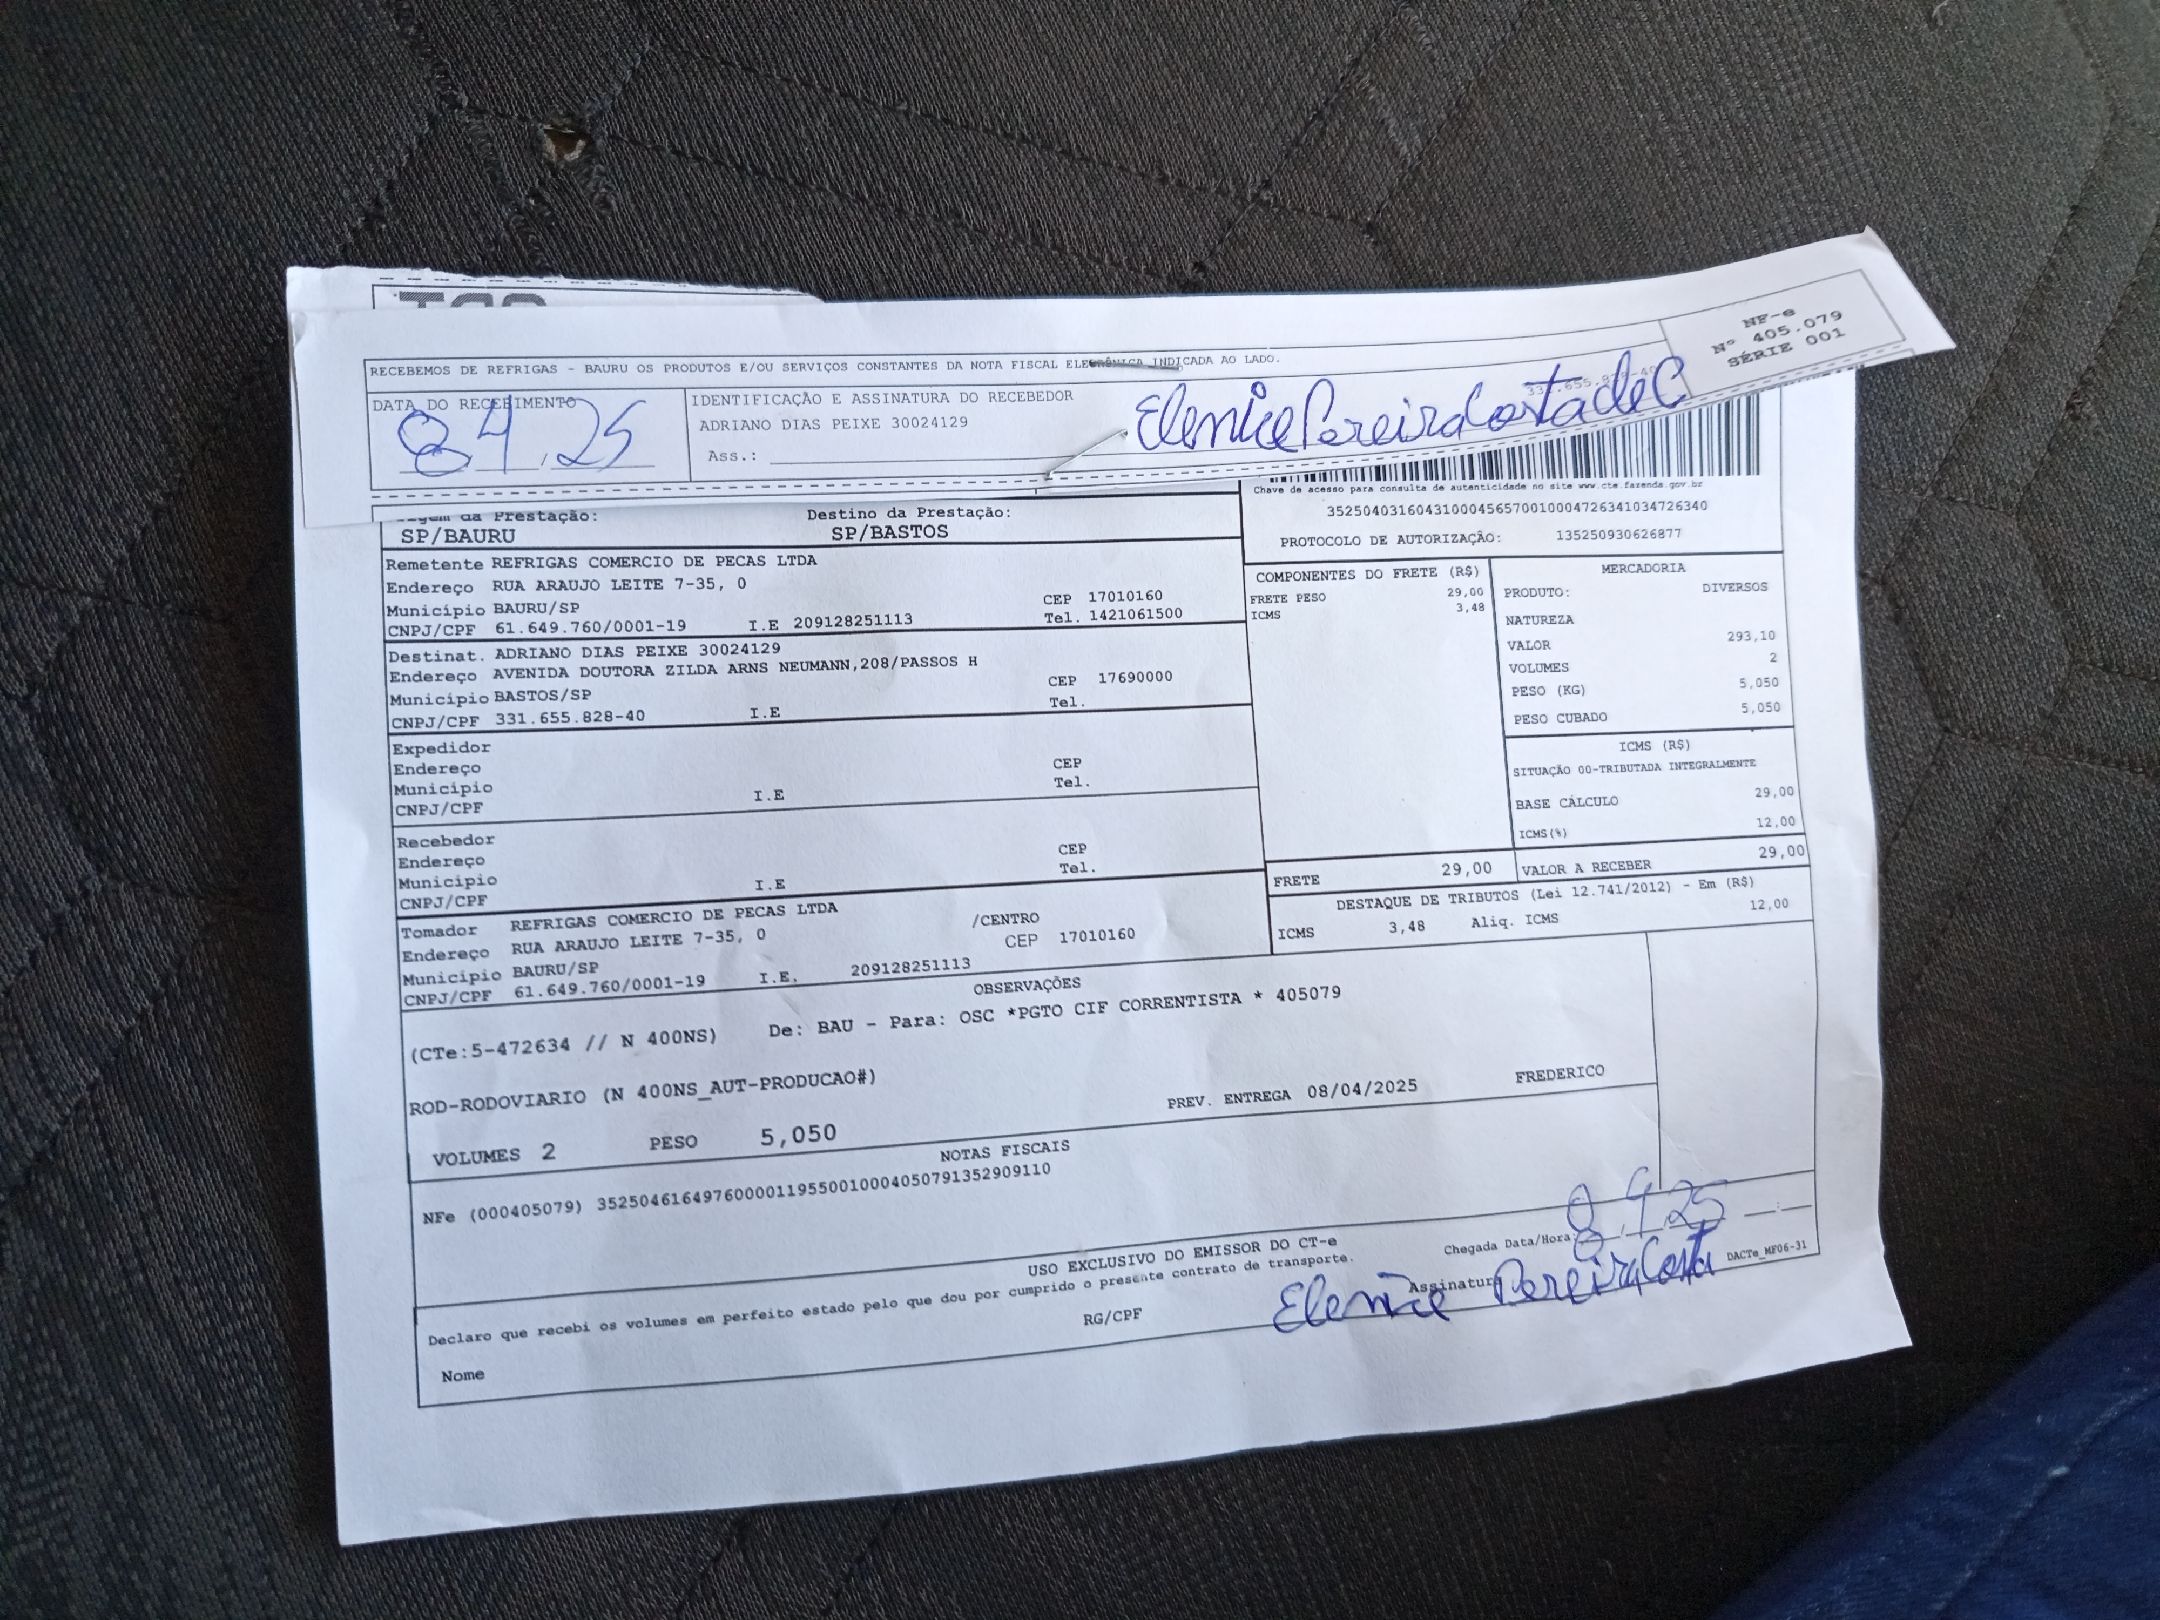 RECEBEMOS DE REFRIGAS - BAURU OS PRODUTOS E/OU SERVIÇOS CONSTANTES DA NOTA FISCAL ELETRÔNICA INDICADA AO LADO.
NF-e
Nº 405.079
SÉRIE 001
DATA DO RECEBIMENTO
8 / 4 / 25
IDENTIFICAÇÃO E ASSINATURA DO RECEBEDOR
ADRIANO DIAS PEIXE 30024129
Ass.:
Elenice Pereira Costa de C
Chave de acesso para consulta de autenticidade no site www.cte.fazenda.gov.br
35250403160431000456570010004726341034726340
PROTOCOLO DE AUTORIZAÇÃO: 135250930626877
da Prestação: Destino da Prestação:
SP/BAURU SP/BASTOS
Remetente REFRIGAS COMERCIO DE PECAS LTDA
Endereço RUA ARAUJO LEITE 7-35, 0
Município BAURU/SP CEP 17010160
CNPJ/CPF 61.649.760/0001-19 I.E 209128251113 Tel. 1421061500
Destinat. ADRIANO DIAS PEIXE 30024129
Endereço AVENIDA DOUTORA ZILDA ARNS NEUMANN,208/PASSOS H
Município BASTOS/SP CEP 17690000
CNPJ/CPF 331.655.828-40 I.E Tel.
Expedidor
Endereço CEP
Município Tel.
CNPJ/CPF I.E
Recebedor
Endereço CEP
Município Tel.
CNPJ/CPF I.E
Tomador REFRIGAS COMERCIO DE PECAS LTDA
Endereço RUA ARAUJO LEITE 7-35, 0 /CENTRO
Município BAURU/SP CEP 17010160
CNPJ/CPF 61.649.760/0001-19 I.E. 209128251113
COMPONENTES DO FRETE (R$)
FRETE PESO 29,00
ICMS 3,48
MERCADORIA
PRODUTO: DIVERSOS
NATUREZA
VALOR 293,10
VOLUMES 2
PESO (KG) 5,050
PESO CUBADO 5,050
ICMS (R$)
SITUAÇÃO 00-TRIBUTADA INTEGRALMENTE
BASE CÁLCULO 29,00
ICMS(%) 12,00
FRETE 29,00 VALOR A RECEBER 29,00
DESTAQUE DE TRIBUTOS (Lei 12.741/2012) - Em (R$)
ICMS 3,48 Aliq. ICMS 12,00
OBSERVAÇÕES
(CTe:5-472634 // N 400NS) De: BAU - Para: OSC *PGTO CIF CORRENTISTA * 405079
ROD-RODOVIARIO (N 400NS_AUT-PRODUCAO#)
PREV. ENTREGA 08/04/2025 FREDERICO
VOLUMES 2 PESO 5,050
NOTAS FISCAIS
NFe (000405079) 35250461649760000119550010004050791352909110
USO EXCLUSIVO DO EMISSOR DO CT-e
Declaro que recebi os volumes em perfeito estado pelo que dou por cumprido o presente contrato de transporte.
Chegada Data/Hora 8 / 4 / 25 __:__
Nome RG/CPF Assinatura Elenice Pereira Costa
DACTe_MF06-31